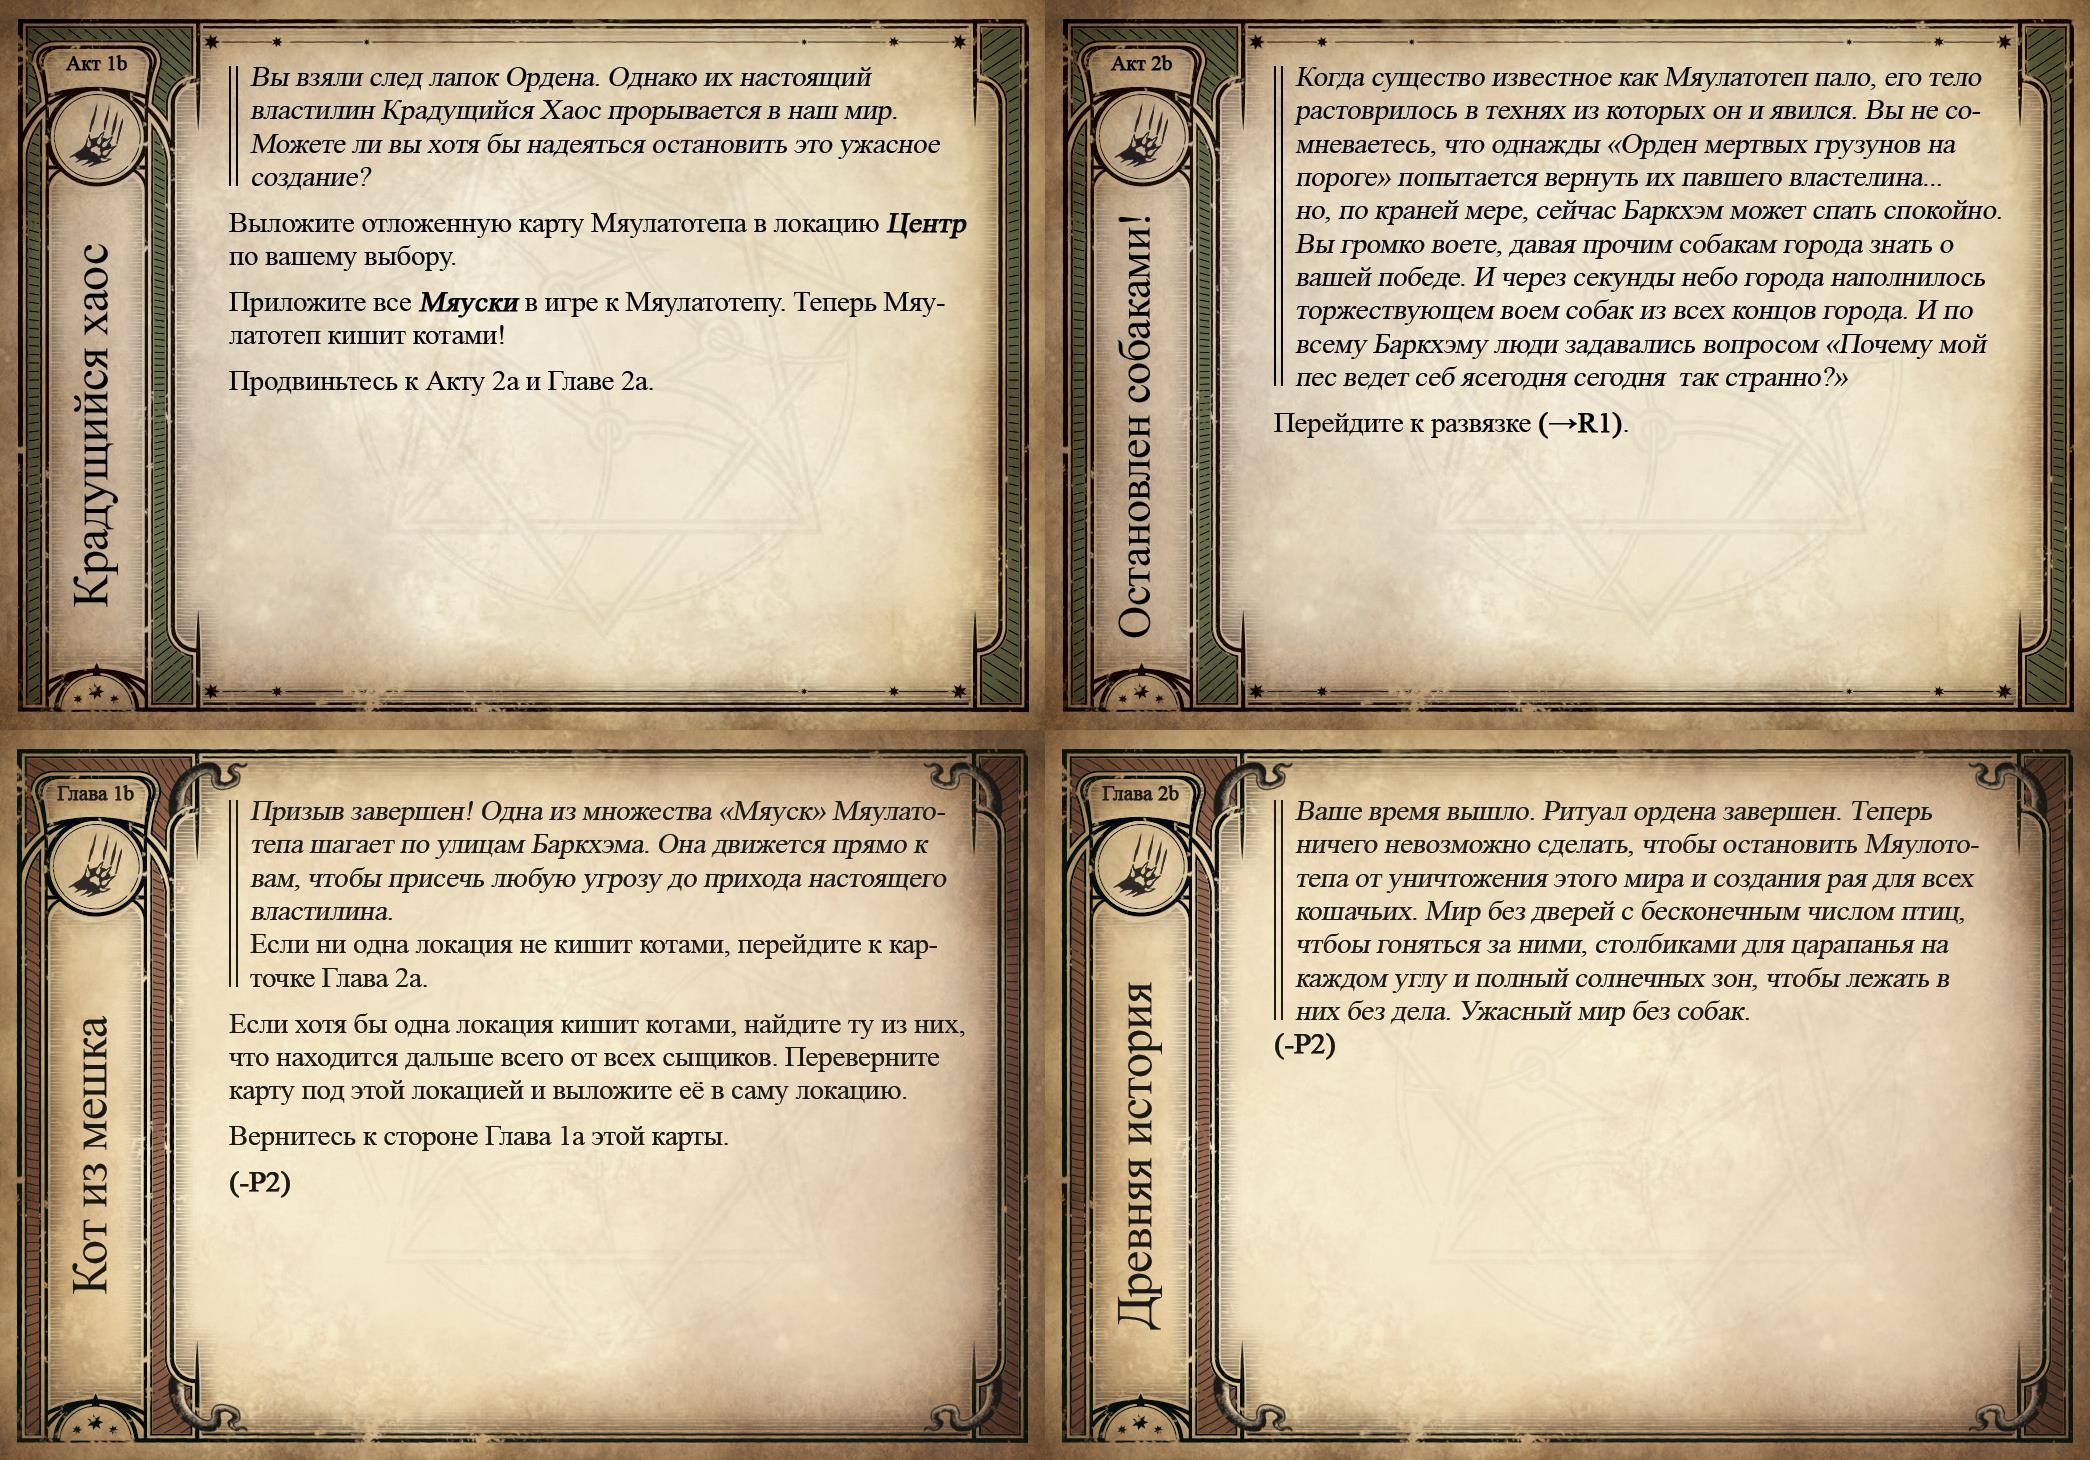 Акт 1b
Крадущийся хаос
Вы взяли след лапок Ордена. Однако их настоящий
властилин Крадущийся Хаос прорывается в наш мир.
Можете ли вы хотя бы надеяться остановить это ужасное
создание?
Выложите отложенную карту Мяулатотепа в локацию Центр
по вашему выбору.
Приложите все Мяуски в игре к Мяулатотепу. Теперь Мяу-
латотеп кишит котами!
Продвиньтесь к Акту 2a и Главе 2a.
Акт 2b
Остановлен собаками!
Когда существо известное как Мяулатотеп пало, его тело
растоврилось в технях из которых он и явился. Вы не со-
мневаетесь, что однажды «Орден мертвых грузунов на
пороге» попытается вернуть их павшего властелина...
но, по краней мере, сейчас Баркхэм может спать спокойно.
Вы громко воете, давая прочим собакам города знать о
вашей победе. И через секунды небо города наполнилось
торжествующем воем собак из всех концов города. И по
всему Баркхэму люди задавались вопросом «Почему мой
пес ведет себ ясегодня сегодня так странно?»
Перейдите к развязке (→R1).
Глава 1b
Кот из мешка
Призыв завершен! Одна из множества «Мяуск» Мяулато-
тепа шагает по улицам Баркхэма. Она движется прямо к
вам, чтобы присечь любую угрозу до прихода настоящего
властилина.
Если ни одна локация не кишит котами, перейдите к кар-
точке Глава 2a.
Если хотя бы одна локация кишит котами, найдите ту из них,
что находится дальше всего от всех сыщиков. Переверните
карту под этой локацией и выложите её в саму локацию.
Вернитесь к стороне Глава 1a этой карты.
(-P2)
Глава 2b
Древняя история
Ваше время вышло. Ритуал ордена завершен. Теперь
ничего невозможно сделать, чтобы остановить Мяулото-
тепа от уничтожения этого мира и создания рая для всех
кошачьих. Мир без дверей с бесконечным числом птиц,
чтбоы гоняться за ними, столбиками для царапанья на
каждом углу и полный солнечных зон, чтобы лежать в
них без дела. Ужасный мир без собак.
(-P2)